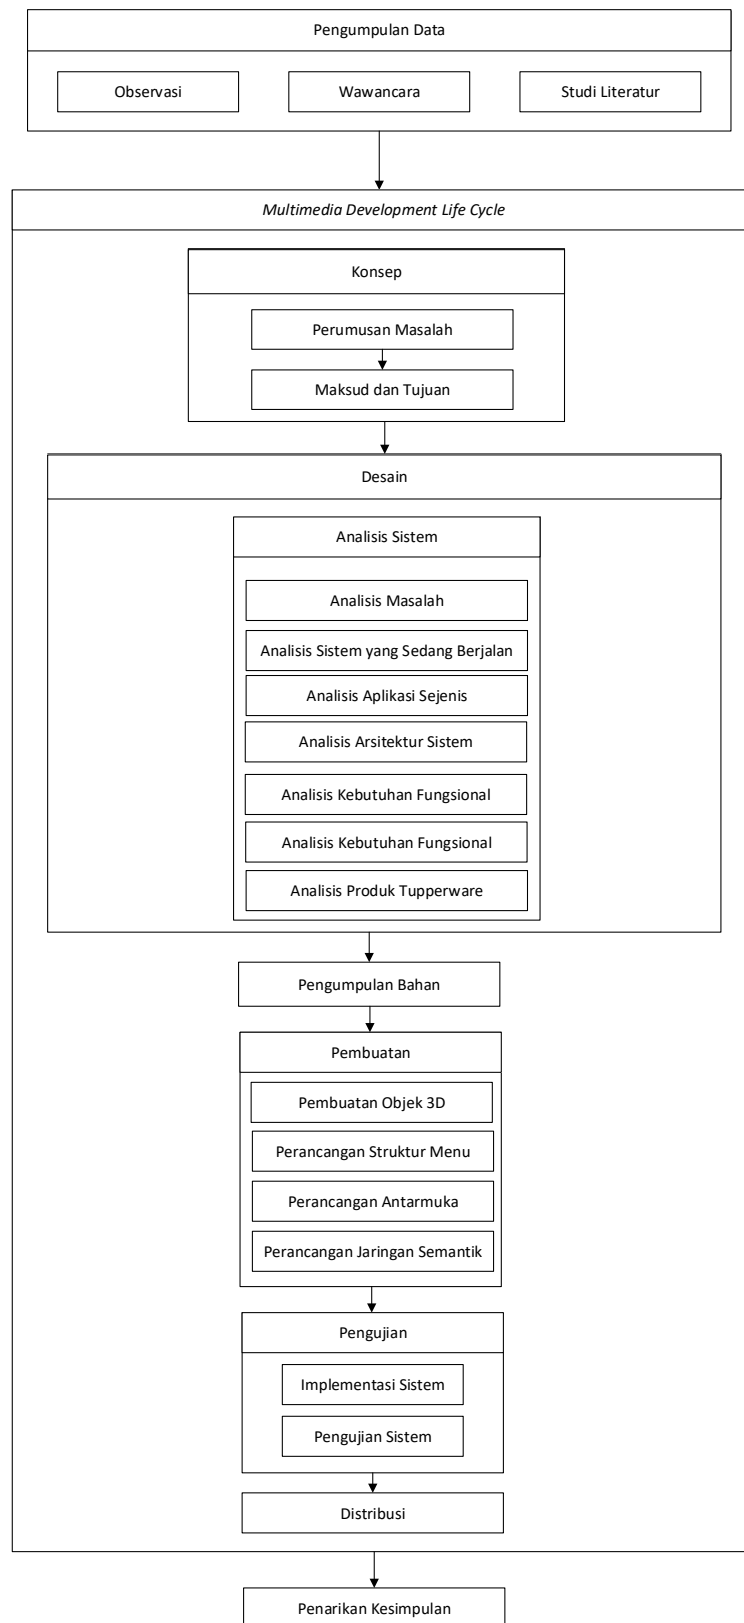 Pengumpulan Data
Observasi
Wawancara
Studi Literatur
Multimedia Development Life Cycle
Konsep
Perumusan Masalah
Maksud dan Tujuan
Desain
Analisis Sistem
Analisis Masalah
Analisis Sistem yang Sedang Berjalan
Analisis Aplikasi Sejenis
Analisis Arsitektur Sistem
Analisis Kebutuhan Fungsional
Analisis Kebutuhan Fungsional
Analisis Produk Tupperware
Pengumpulan Bahan
Pembuatan
Pembuatan Objek 3D
Perancangan Struktur Menu
Perancangan Antarmuka
Perancangan Jaringan Semantik
Pengujian
Implementasi Sistem
Pengujian Sistem
Distribusi
Penarikan Kesimpulan